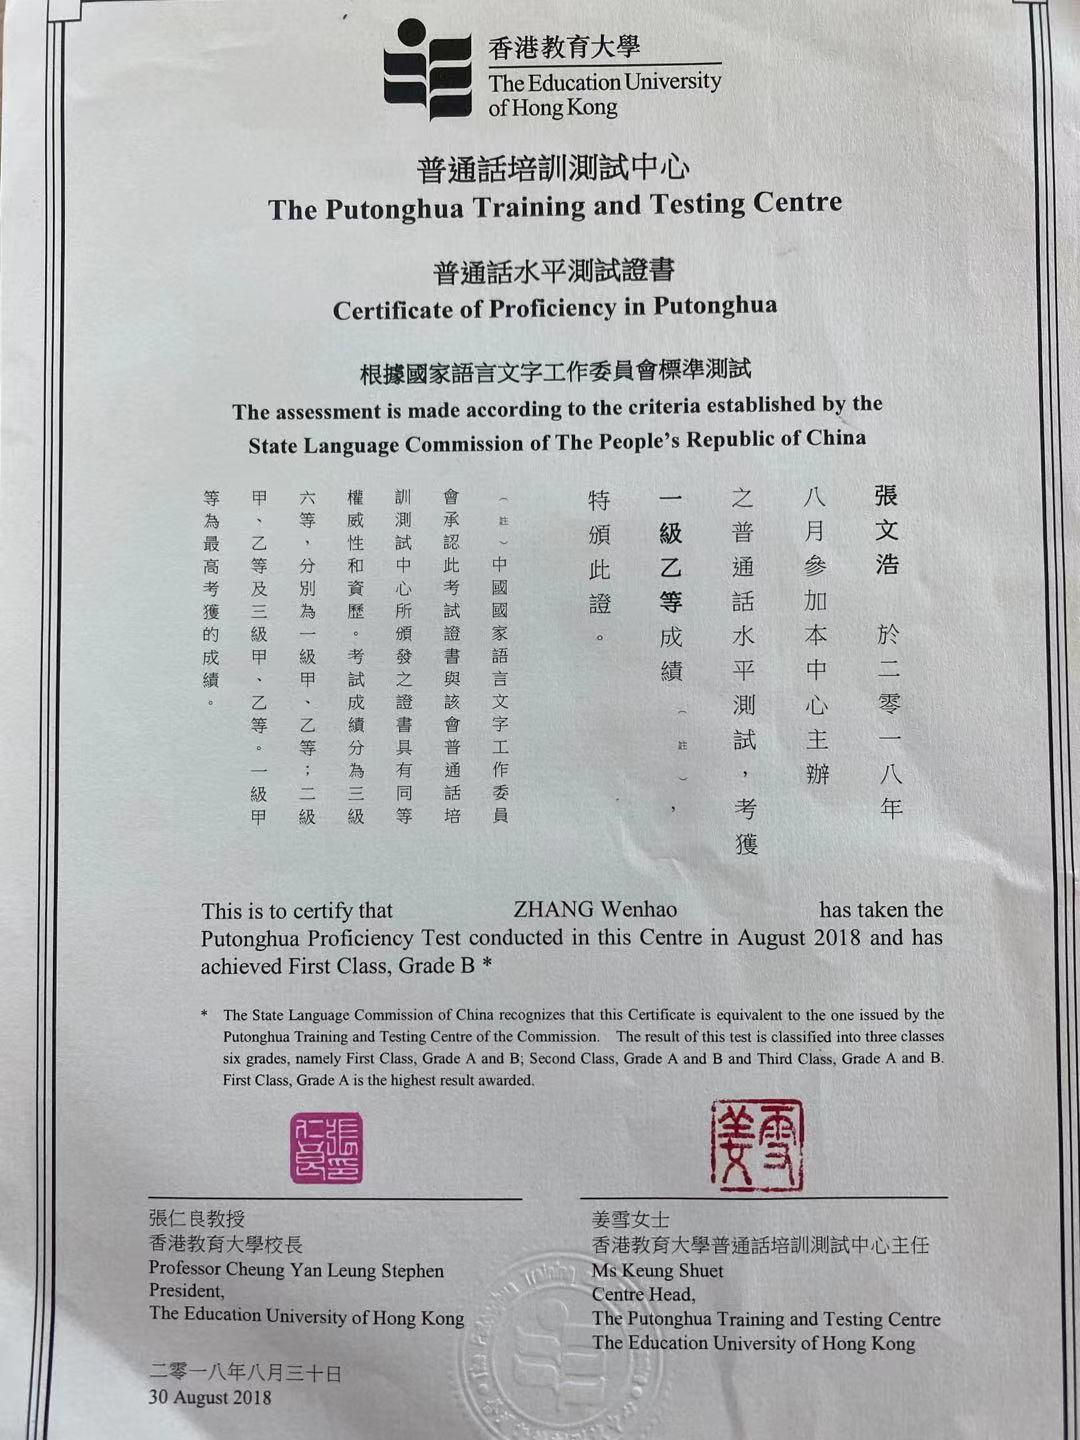 香港教育大學
The Education University
of Hong Kong
普通話培訓測試中心
The Putonghua Training and Testing Centre
普通話水平測試證書
Certificate of Proficiency in Putonghua
根據國家語言文字工作委員會標準測試
The assessment is made according to the criteria established by the
State Language Commission of The People's Republic of China
張文浩 於二零一八年
八月參加本中心主辦
之普通話水平測試，考獲
一級乙等成績（註），
特頒此證。
（註）中國國家語言文字工作委員
會承認此考試證書與該會普通話培
訓測試中心所頒發之證書具有同等
權威性和資歷。考試成績分為三級
六等，分別為一級甲、乙等；二級
甲、乙等及三級甲、乙等。一級甲
等為最高考獲的成績。
This is to certify that ZHANG Wenhao has taken the
Putonghua Proficiency Test conducted in this Centre in August 2018 and has
achieved First Class, Grade B *
* The State Language Commission of China recognizes that this Certificate is equivalent to the one issued by the
Putonghua Training and Testing Centre of the Commission. The result of this test is classified into three classes
six grades, namely First Class, Grade A and B; Second Class, Grade A and B and Third Class, Grade A and B.
First Class, Grade A is the highest result awarded.
張仁良印
姜雪
張仁良教授
香港教育大學校長
Professor Cheung Yan Leung Stephen
President,
The Education University of Hong Kong
姜雪女士
香港教育大學普通話培訓測試中心主任
Ms Keung Shuet
Centre Head,
The Putonghua Training and Testing Centre
The Education University of Hong Kong
二零一八年八月三十日
30 August 2018